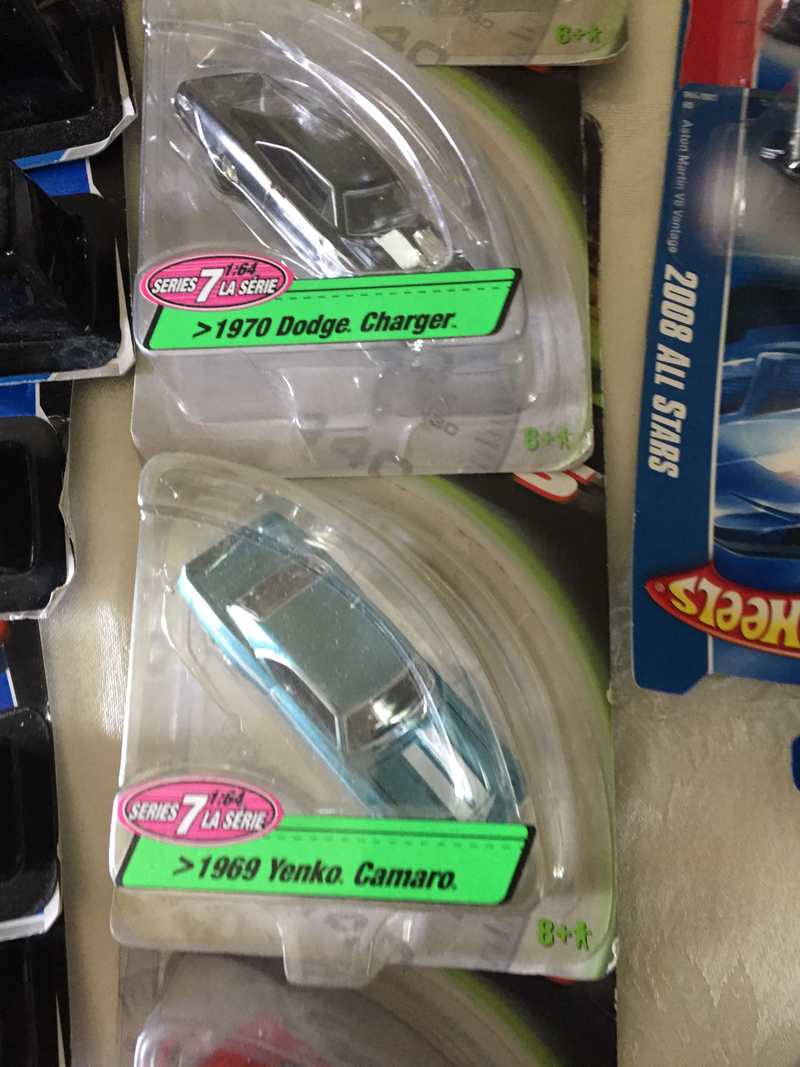 8+
SERIES 7 LA SÉRIE
1:64
>1970 Dodge. Charger.
8+
SERIES 7 LA SÉRIE
1:64
>1969 Yenko. Camaro.
8+
Aston Martin V8 Vantage
2008 ALL STARS
WHEELS